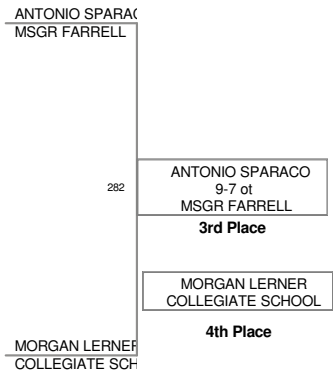 ANTONIO SPARAC
MSGR FARRELL
282
ANTONIO SPARACO
9-7 ot
MSGR FARRELL
3rd Place
MORGAN LERNER
COLLEGIATE SCHOOL
4th Place
MORGAN LERNER
COLLEGIATE SCH